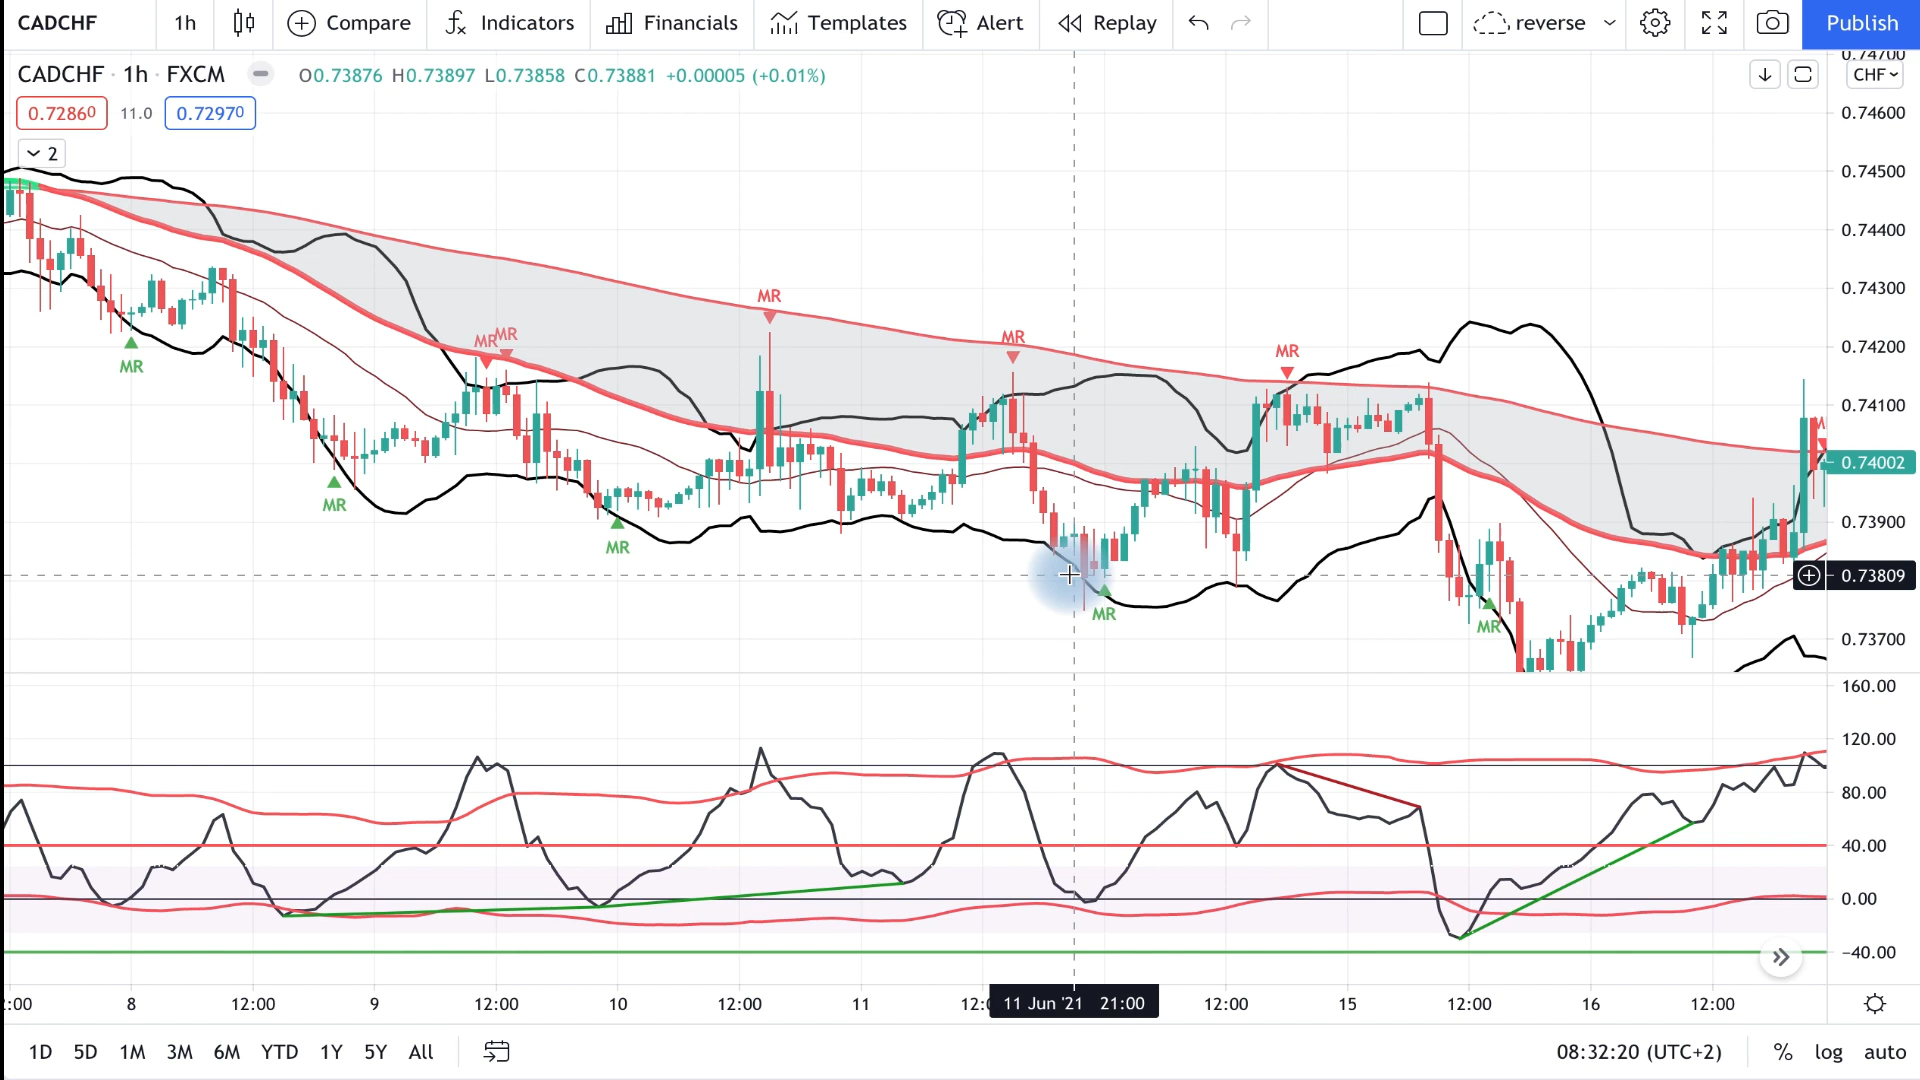 CADCHF 1h Compare Indicators Financials Templates Alert Replay reverse Publish
CADCHF · 1h · FXCM O0.73876 H0.73897 L0.73858 C0.73881 +0.00005 (+0.01%)
0.72860 11.0 0.72970
2
0.74700
CHF
0.74600
0.74500
0.74400
0.74300
0.74200
0.74100
0.74002
0.73900
0.73809
0.73700
MR
MR
MR
MR
MR
MR
MR
MR
MR
MR
MR
M
160.00
120.00
80.00
40.00
0.00
−40.00
:00 8 12:00 9 12:00 10 12:00 11 12:0 11 Jun '21 21:00 12:00 15 12:00 16 12:00
1D 5D 1M 3M 6M YTD 1Y 5Y All 08:32:20 (UTC+2) % log auto